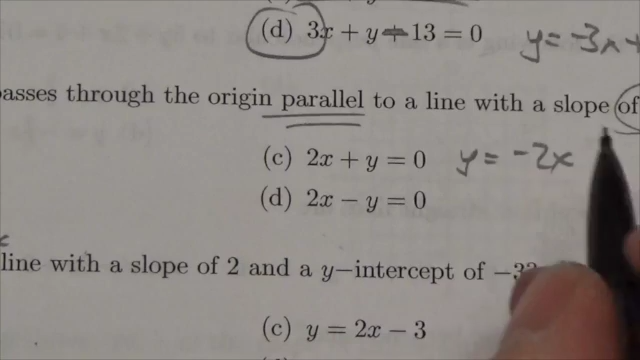 (d) 3x + y + 13 = 0 y = -3x +
passes through the origin parallel to a line with a slope of
(c) 2x + y = 0 y = -2x
(d) 2x − y = 0
line with a slope of 2 and a y−intercept of −3?
(c) y = 2x − 3